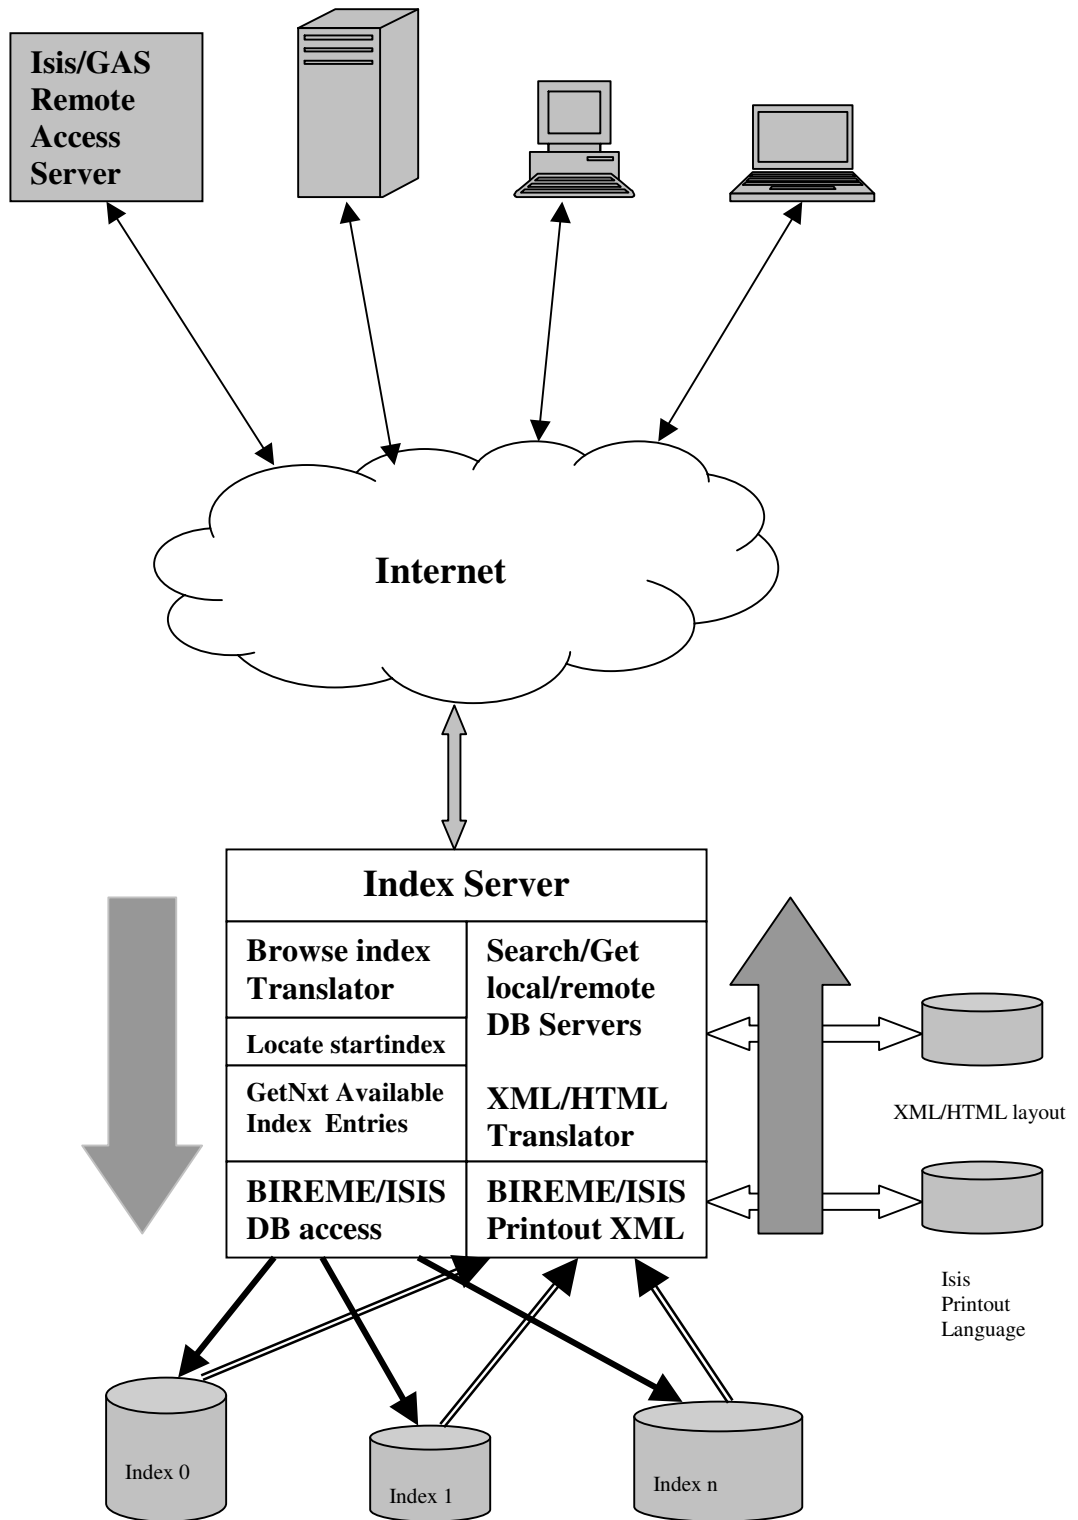 Isis/GAS
Remote
Access
Server
Internet
Index Server
Browse index
Translator
Locate startindex
GetNxt Available
Index Entries
BIREME/ISIS
DB access
Search/Get
local/remote
DB Servers
XML/HTML
Translator
BIREME/ISIS
Printout XML
XML/HTML layout
Isis
Printout
Language
Index 0
Index 1
Index n